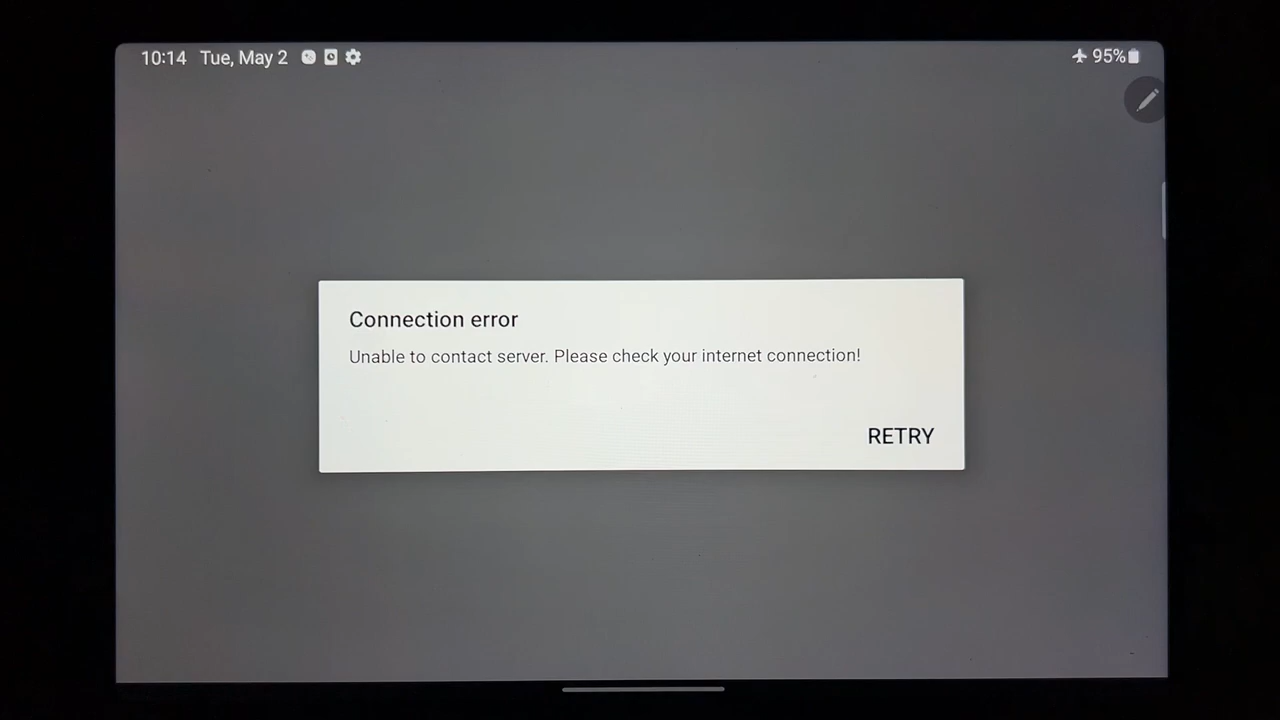 10:14 Tue, May 2 95%
Connection error
Unable to contact server. Please check your internet connection!
RETRY